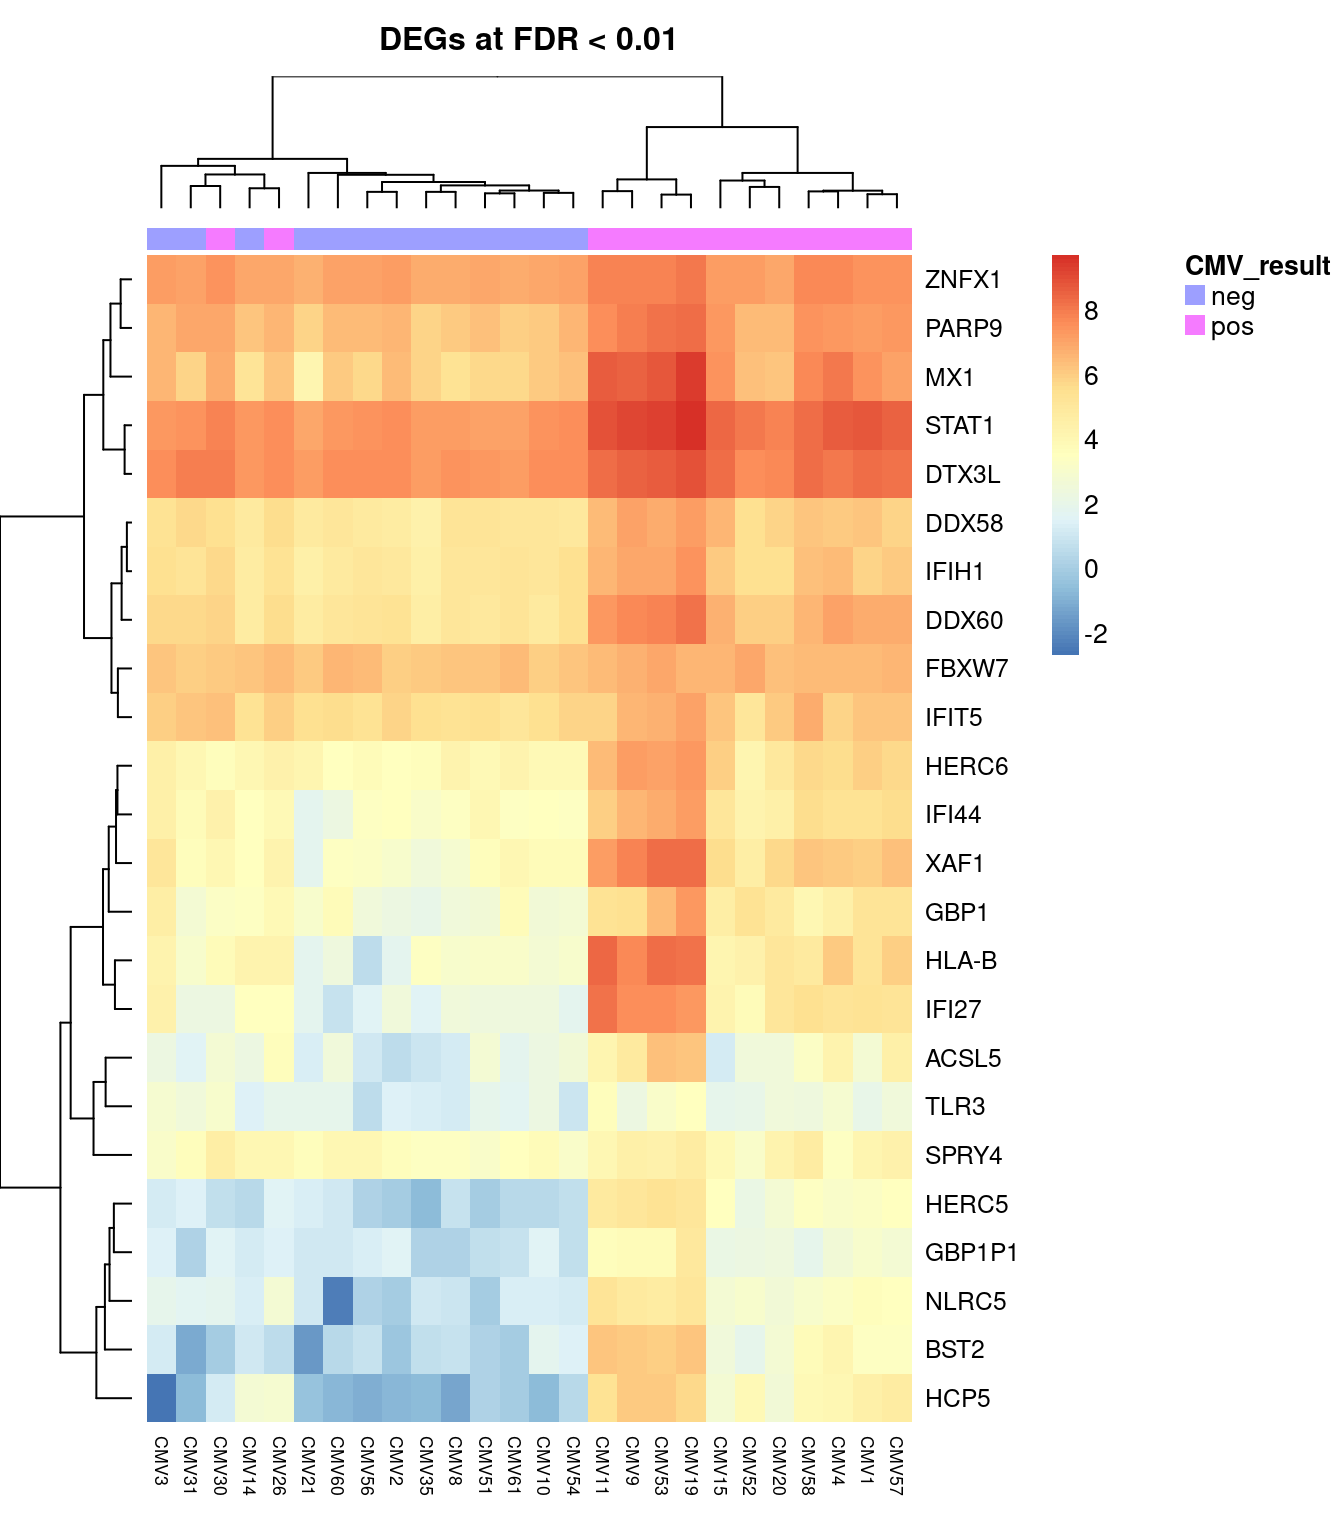 DEGs at FDR < 0.01
CMV_result
neg
pos
8
6
4
2
0
-2
ZNFX1
PARP9
MX1
STAT1
DTX3L
DDX58
IFIH1
DDX60
FBXW7
IFIT5
HERC6
IFI44
XAF1
GBP1
HLA-B
IFI27
ACSL5
TLR3
SPRY4
HERC5
GBP1P1
NLRC5
BST2
HCP5
CMV3
CMV31
CMV30
CMV14
CMV26
CMV21
CMV60
CMV56
CMV2
CMV35
CMV8
CMV51
CMV61
CMV10
CMV54
CMV11
CMV9
CMV53
CMV19
CMV15
CMV52
CMV20
CMV58
CMV4
CMV1
CMV57